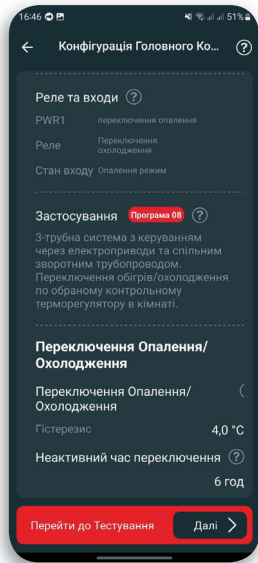 16:46 51%
Конфігурація Головного Ко...
Реле та входи
PWR1 переключення опалення
Реле Переключення
охолодження
Стан входу Опалення режим
Застосування Програма 08
3-трубна система з керуванням
через електроприводи та спільним
зворотним трубопроводом.
Переключення обігрів/охолодження
по обраному контрольному
терморегулятору в кімнаті.
Переключення Опалення/
Охолодження
Переключення Опалення/
Охолодження
Гістерезис 4,0 °C
Неактивний час переключення
6 год
Перейти до Тестування Далі